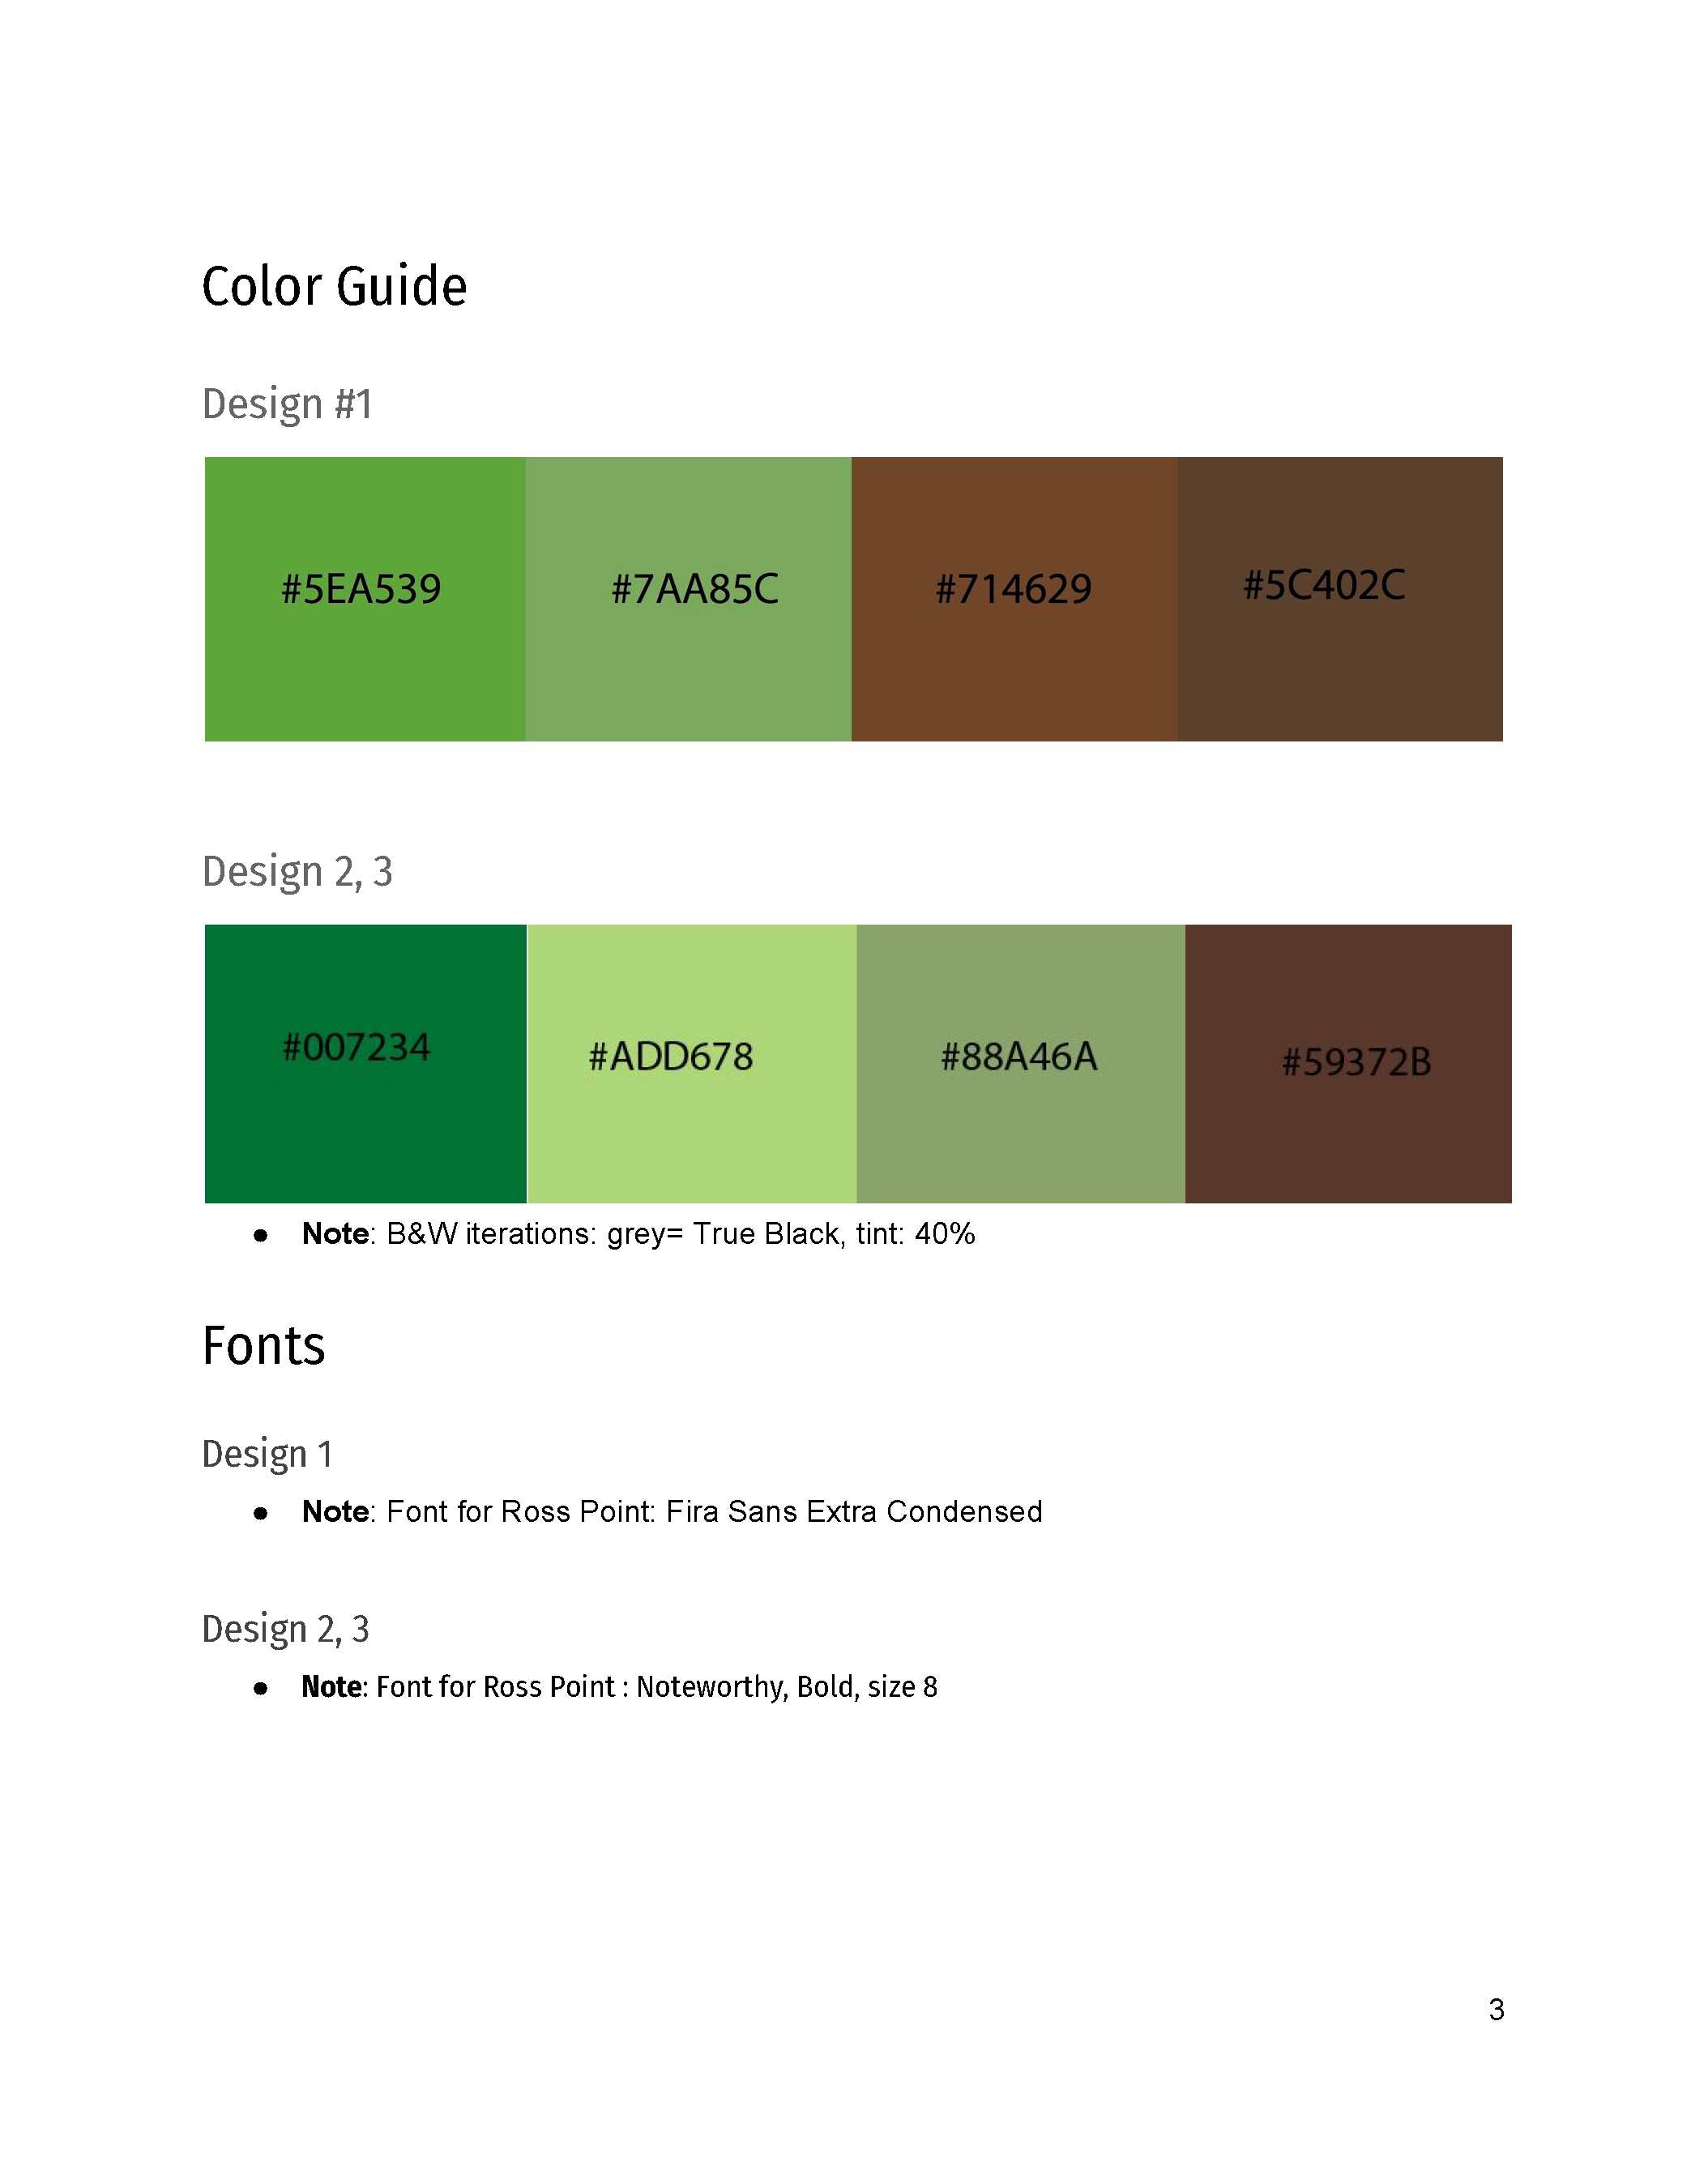 Color Guide
Design #1
#5EA539 #7AA85C #714629 #5C402C
Design 2, 3
#007234 #ADD678 #88A46A #59372B
● Note: B&W iterations: grey= True Black, tint: 40%
Fonts
Design 1
● Note: Font for Ross Point: Fira Sans Extra Condensed
Design 2, 3
● Note: Font for Ross Point : Noteworthy, Bold, size 8
3